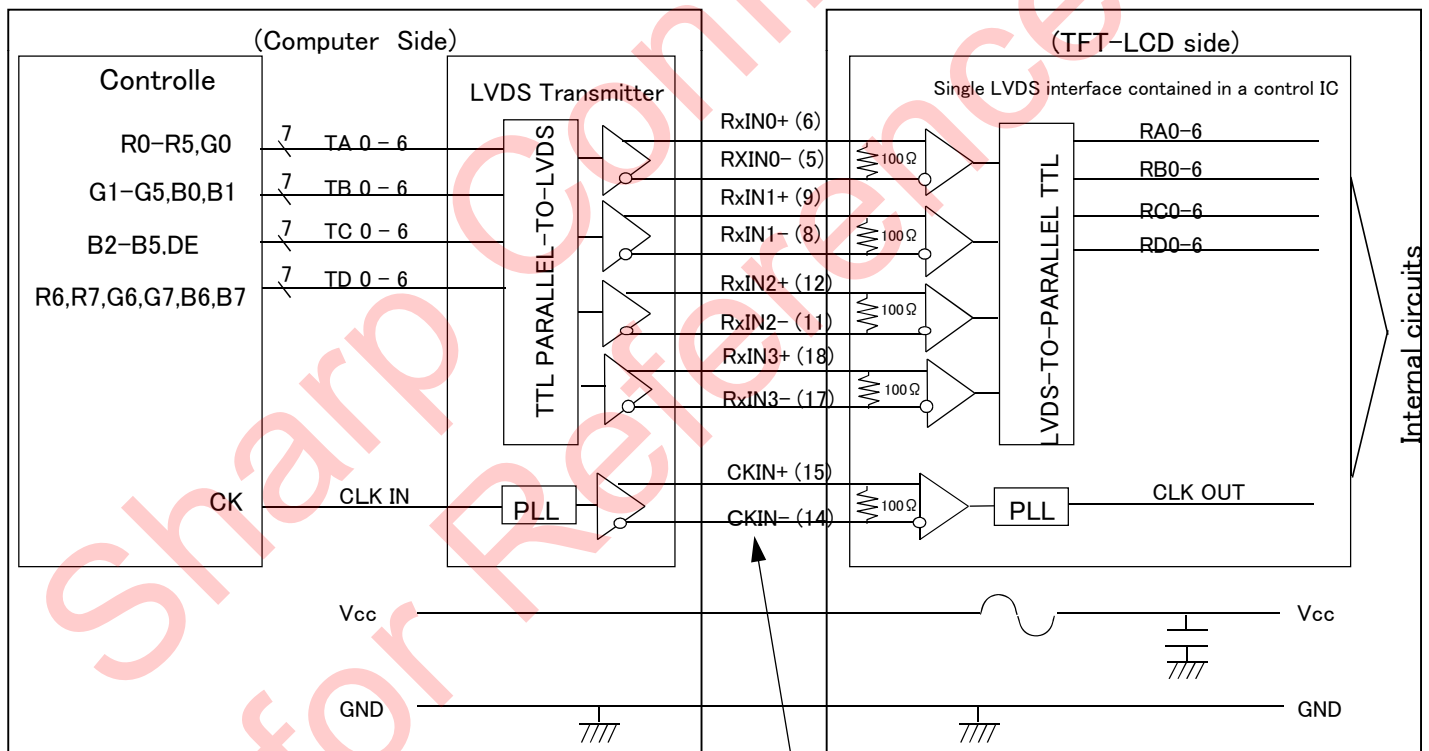 (Computer Side)
(TFT-LCD side)
Controlle
LVDS Transmitter
Single LVDS interface contained in a control IC
R0-R5,G0
7
TA 0 - 6
G1-G5,B0,B1
7
TB 0 - 6
B2-B5,DE
7
TC 0 - 6
R6,R7,G6,G7,B6,B7
7
TD 0 - 6
TTL PARALLEL-TO-LVDS
RxIN0+ (6)
RXIN0- (5)
RxIN1+ (9)
RxIN1- (8)
RxIN2+ (12)
RxIN2- (11)
RxIN3+ (18)
RxIN3- (17)
100Ω
100Ω
100Ω
100Ω
LVDS-TO-PARALLEL TTL
RA0-6
RB0-6
RC0-6
RD0-6
Internal circuits
CK
CLK IN
PLL
CKIN+ (15)
CKIN- (14)
100Ω
PLL
CLK OUT
Vcc
Vcc
GND
GND
Sharp
for Reference